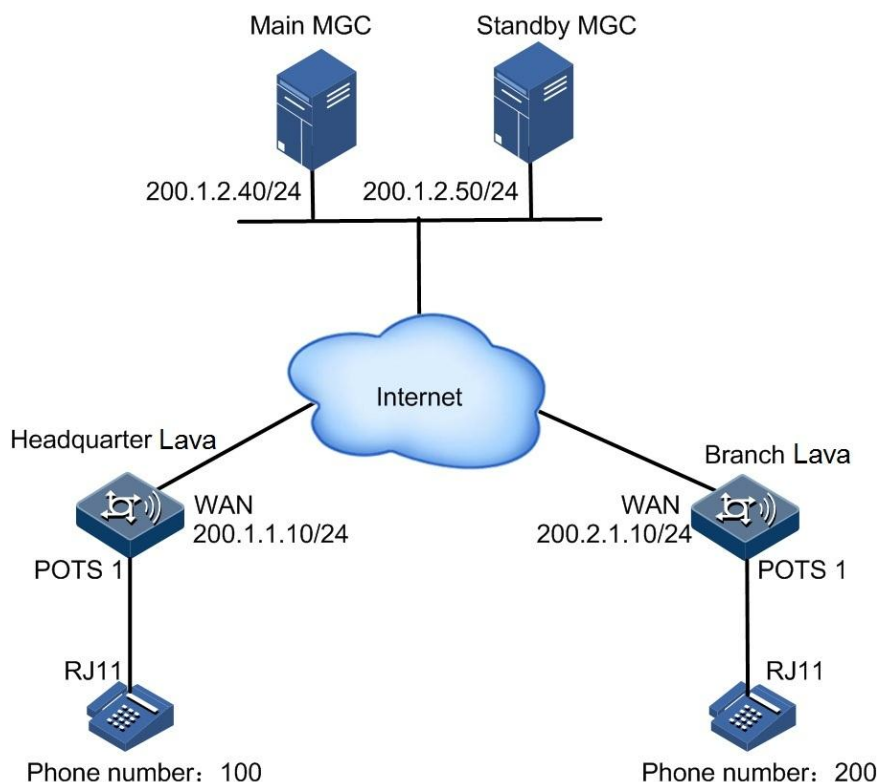 Main MGC
Standby MGC
200.1.2.40/24
200.1.2.50/24
Internet
Headquarter Lava
Branch Lava
WAN
200.1.1.10/24
WAN
200.2.1.10/24
POTS 1
POTS 1
RJ11
RJ11
Phone number：100
Phone number：200